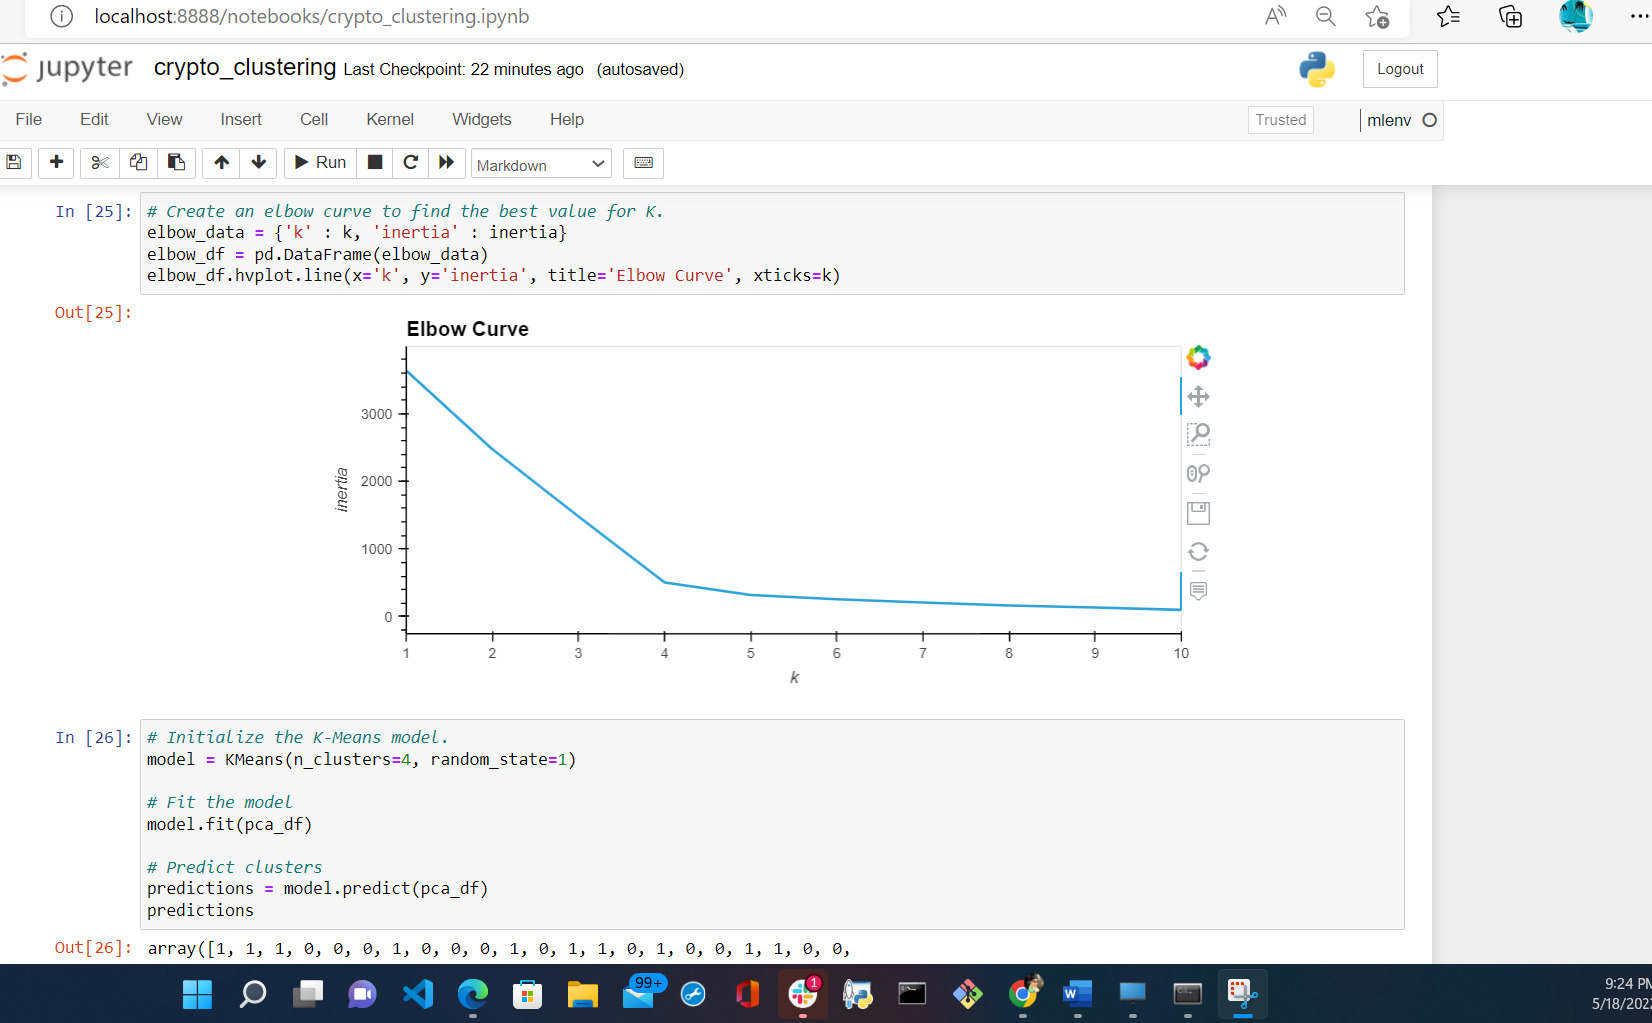 localhost:8888/notebooks/crypto_clustering.ipynb
jupyter crypto_clustering Last Checkpoint: 22 minutes ago (autosaved)
Logout
File Edit View Insert Cell Kernel Widgets Help
Trusted
mlenv
Run
Markdown
In [25]:
# Create an elbow curve to find the best value for K.
elbow_data = {'k' : k, 'inertia' : inertia}
elbow_df = pd.DataFrame(elbow_data)
elbow_df.hvplot.line(x='k', y='inertia', title='Elbow Curve', xticks=k)
Out[25]:
Elbow Curve
3000
2000
1000
0
inertia
1 2 3 4 5 6 7 8 9 10
k
In [26]:
# Initialize the K-Means model.
model = KMeans(n_clusters=4, random_state=1)
# Fit the model
model.fit(pca_df)
# Predict clusters
predictions = model.predict(pca_df)
predictions
Out[26]:
array([1, 1, 1, 0, 0, 0, 1, 0, 0, 0, 1, 0, 1, 1, 0, 1, 0, 0, 1, 1, 0, 0,
99+
1
9:24 PM
5/18/202